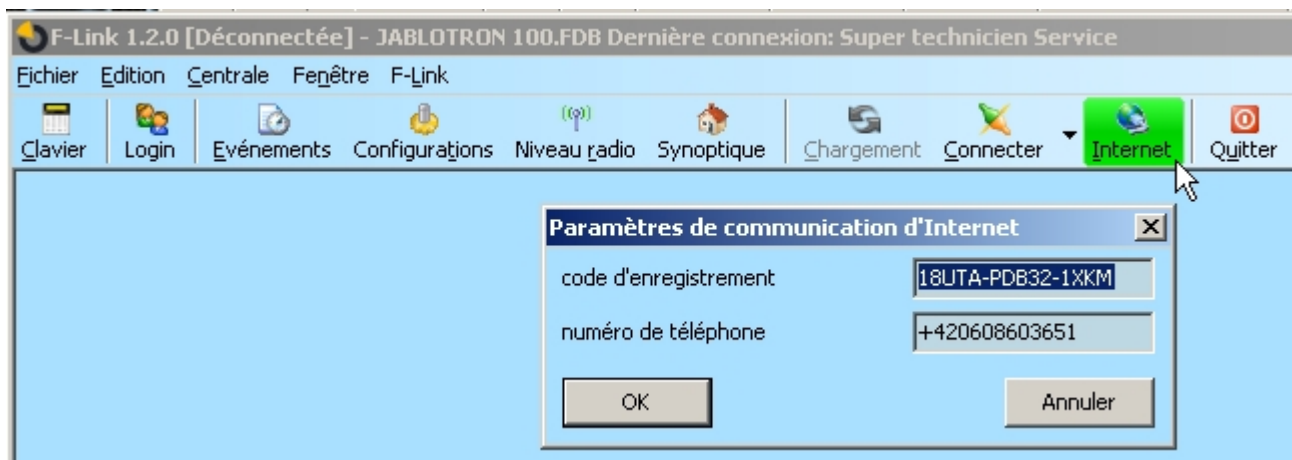 F-Link 1.2.0 [Déconnectée] - JABLOTRON 100.FDB Dernière connexion: Super technicien Service
Fichier Edition Centrale Fenêtre F-Link
Clavier Login Evénements Configurations Niveau radio Synoptique Chargement Connecter Internet Quitter
Paramètres de communication d'Internet
code d'enregistrement 18UTA-PDB32-1XKM
numéro de téléphone +420608603651
OK Annuler